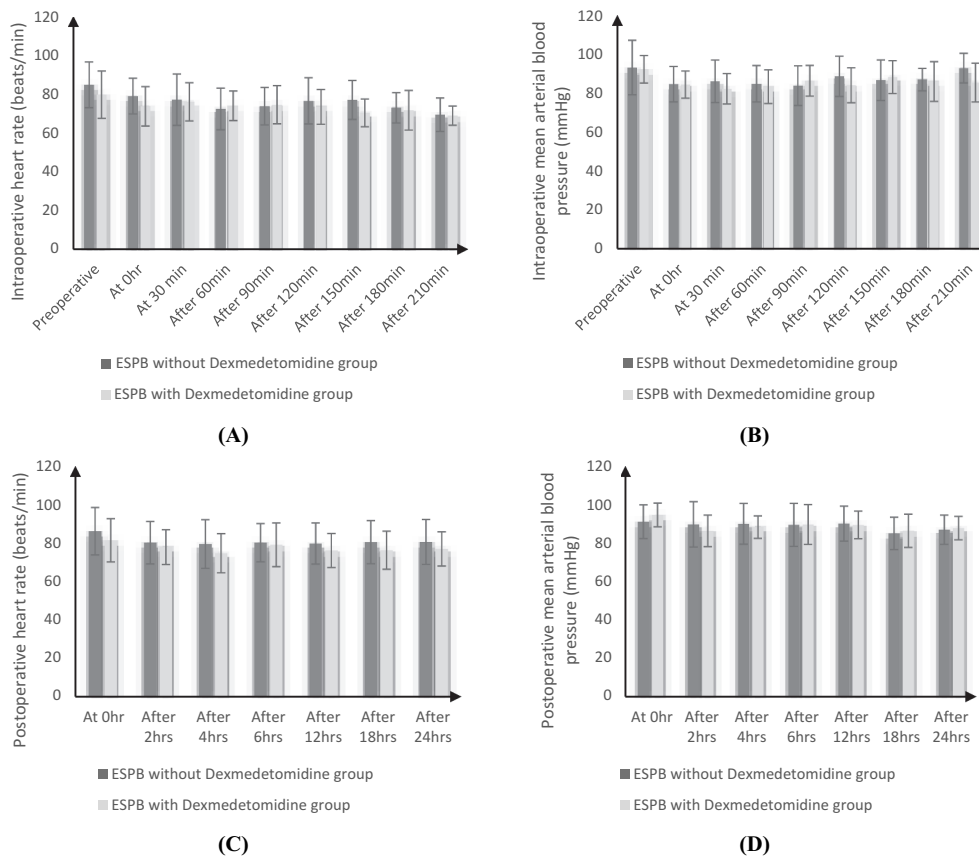 Intraoperative heart rate (beats/min)
120
100
80
60
40
20
0
Preoperative
At 0hr
At 30 min
After 60min
After 90min
After 120min
After 150min
After 180min
After 210min
ESPB without Dexmedetomidine group
ESPB with Dexmedetomidine group
(A)
Intraoperative mean arterial blood
pressure (mmHg)
120
100
80
60
40
20
0
Preoperative
At 0hr
At 30 min
After 60min
After 90min
After 120min
After 150min
After 180min
After 210min
ESPB without Dexmedetomidine group
ESPB with Dexmedetomidine group
(B)
Postoperative heart rate (beats/min)
120
100
80
60
40
20
0
At 0hr
After
2hrs
After
4hrs
After
6hrs
After
12hrs
After
18hrs
After
24hrs
ESPB without Dexmedetomidine group
ESPB with Dexmedetomidine group
(C)
Postoperative mean arterial blood
pressure (mmHg)
120
100
80
60
40
20
0
At 0hr
After
2hrs
After
4hrs
After
6hrs
After
12hrs
After
18hrs
After
24hrs
ESPB without Dexmedetomidine group
ESPB with Dexmedetomidine group
(D)